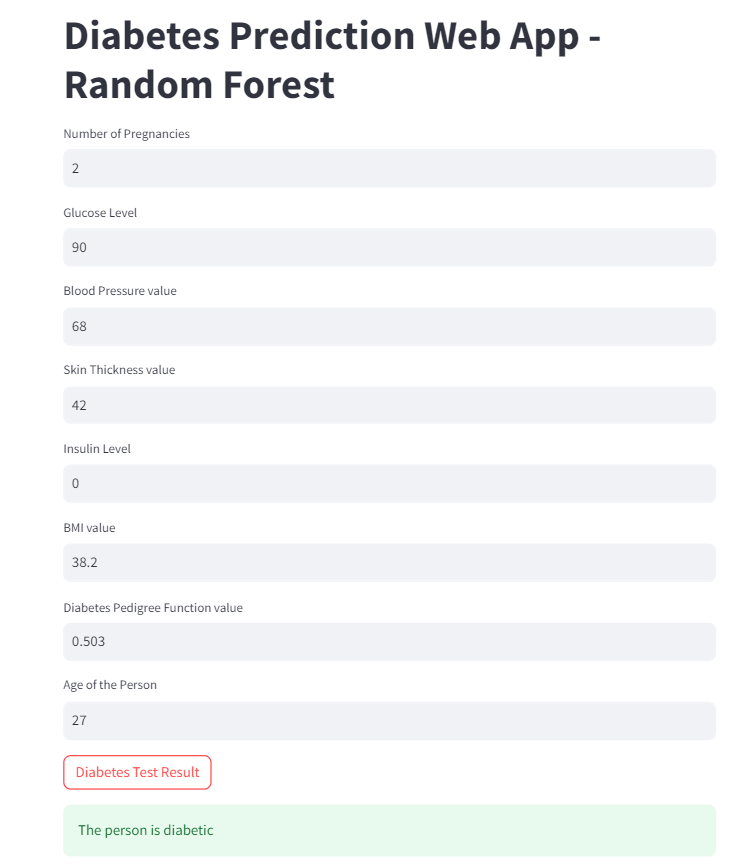 Diabetes Prediction Web App -
Random Forest
Number of Pregnancies
2
Glucose Level
90
Blood Pressure value
68
Skin Thickness value
42
Insulin Level
0
BMI value
38.2
Diabetes Pedigree Function value
0.503
Age of the Person
27
Diabetes Test Result
The person is diabetic